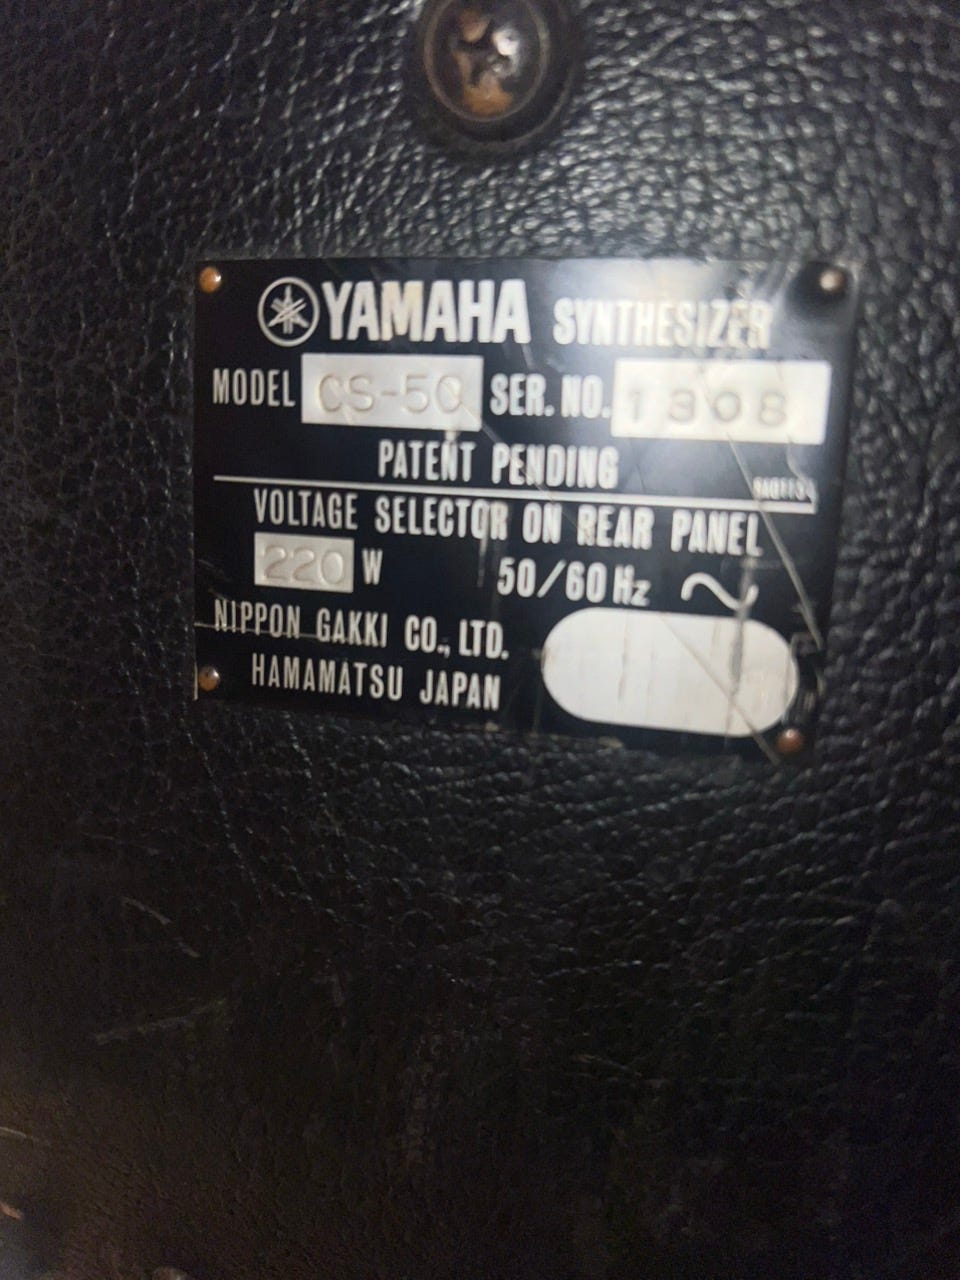 YAMAHA SYNTHESIZER
MODEL CS-50 SER. NO. 1308
PATENT PENDING
VOLTAGE SELECTOR ON REAR PANEL
220 W 50/60 Hz ~
NIPPON GAKKI CO., LTD.
HAMAMATSU JAPAN